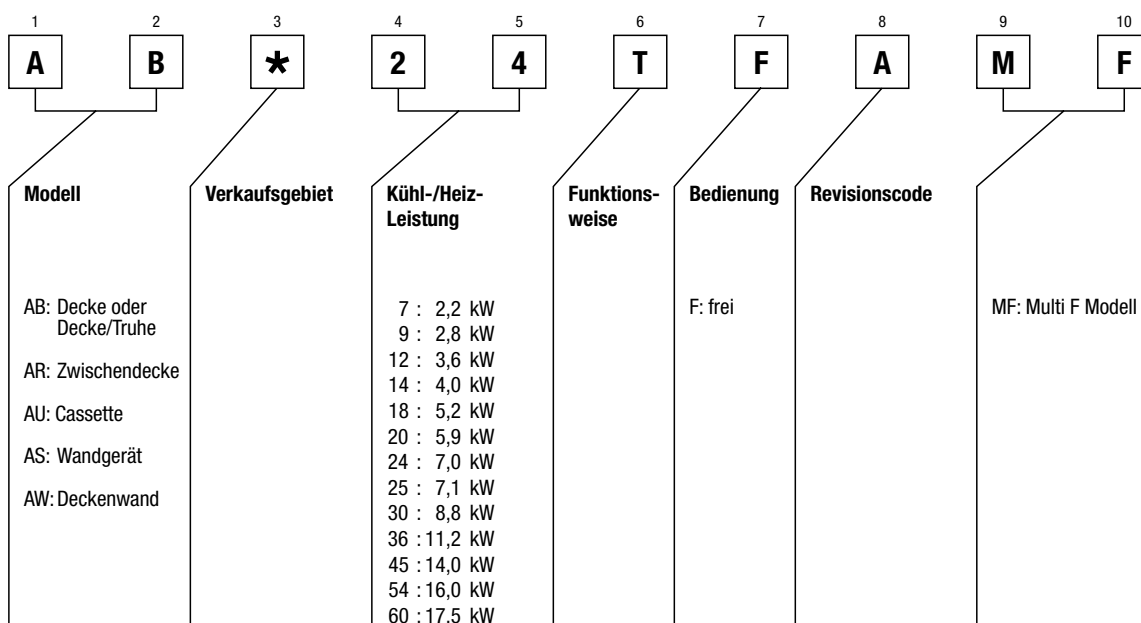 1 2 3 4 5 6 7 8 9 10
A B * 2 4 T F A M F
Modell
Verkaufsgebiet
Kühl-/Heiz-
Leistung
Funktions-
weise
Bedienung
Revisionscode
AB: Decke oder
Decke/Truhe
AR: Zwischendecke
AU: Cassette
AS: Wandgerät
AW: Deckenwand
7 : 2,2 kW
9 : 2,8 kW
12 : 3,6 kW
14 : 4,0 kW
18 : 5,2 kW
20 : 5,9 kW
24 : 7,0 kW
25 : 7,1 kW
30 : 8,8 kW
36 : 11,2 kW
45 : 14,0 kW
54 : 16,0 kW
60 : 17,5 kW
F: frei
MF: Multi F Modell